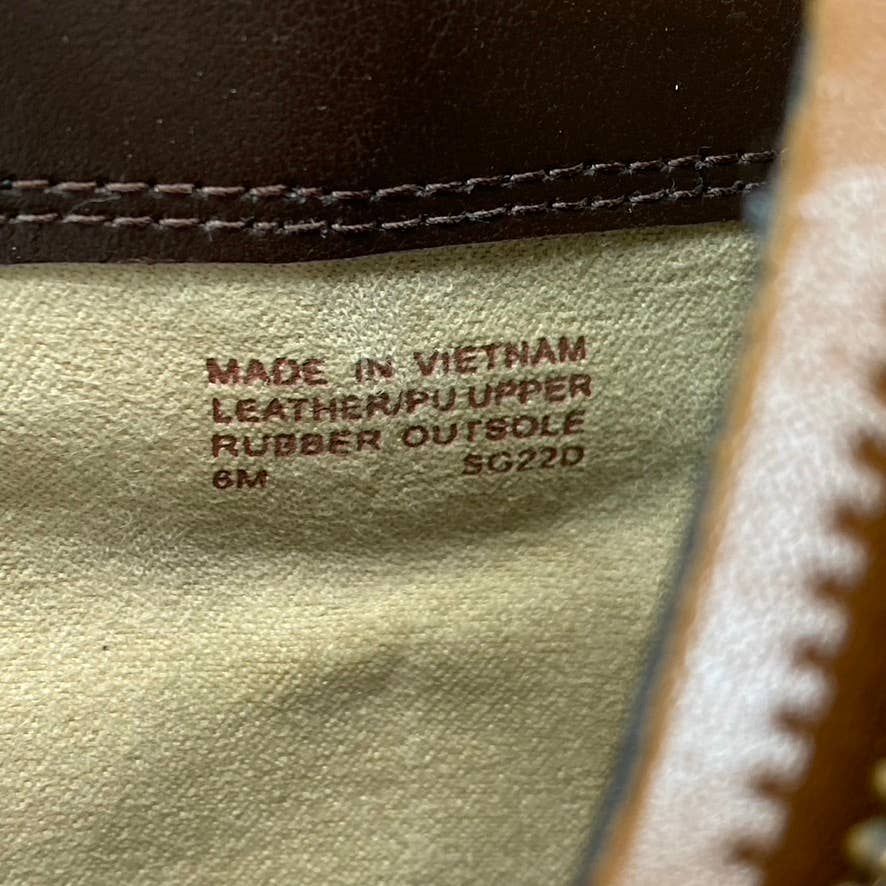 MADE IN VIETNAM
LEATHER/PU UPPER
RUBBER OUTSOLE
6M SG22D